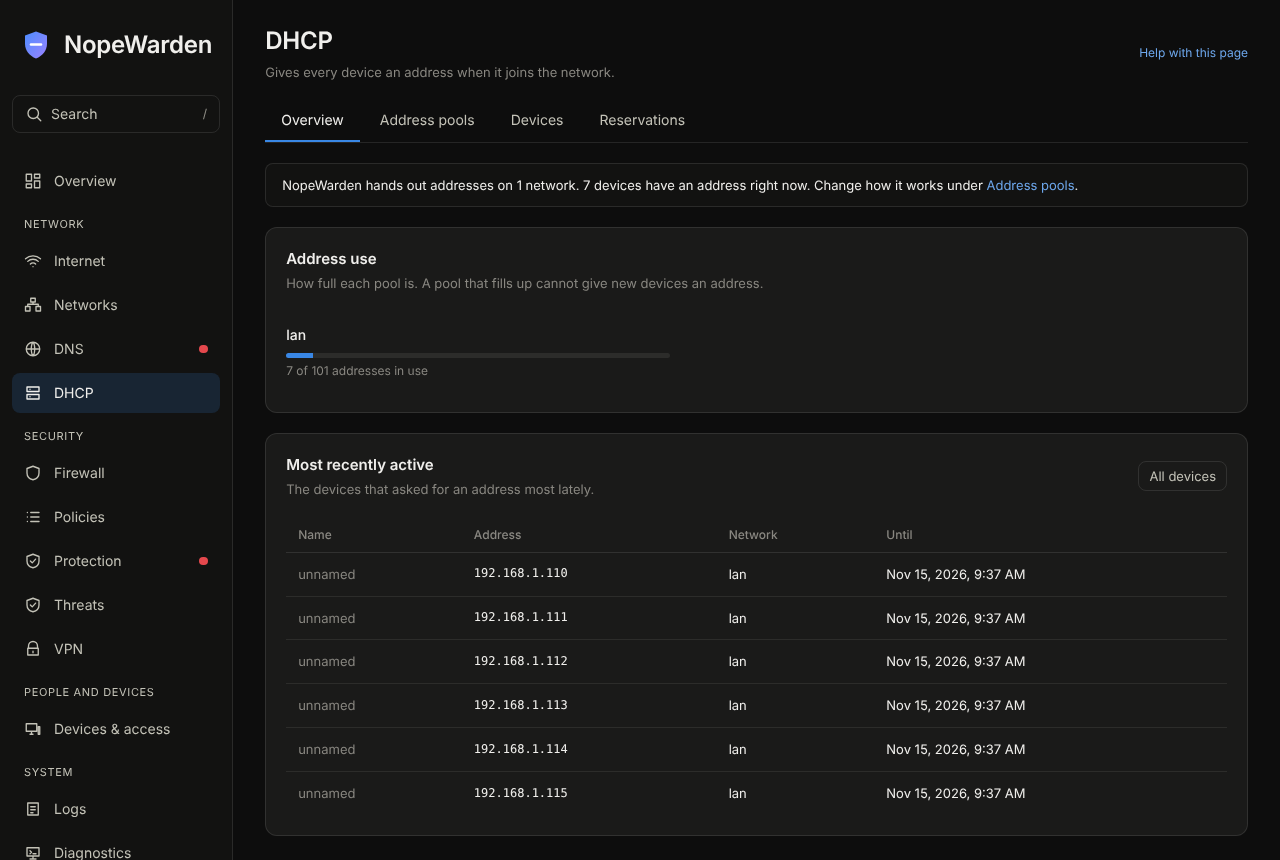 NopeWarden
Search /
Overview
NETWORK
Internet
Networks
DNS
DHCP
SECURITY
Firewall
Policies
Protection
Threats
VPN
PEOPLE AND DEVICES
Devices & access
SYSTEM
Logs
Diagnostics
DHCP
Gives every device an address when it joins the network.
Help with this page
Overview Address pools Devices Reservations
NopeWarden hands out addresses on 1 network. 7 devices have an address right now. Change how it works under Address pools.
Address use
How full each pool is. A pool that fills up cannot give new devices an address.
lan
7 of 101 addresses in use
Most recently active
The devices that asked for an address most lately.
All devices
Name Address Network Until
unnamed 192.168.1.110 lan Nov 15, 2026, 9:37 AM
unnamed 192.168.1.111 lan Nov 15, 2026, 9:37 AM
unnamed 192.168.1.112 lan Nov 15, 2026, 9:37 AM
unnamed 192.168.1.113 lan Nov 15, 2026, 9:37 AM
unnamed 192.168.1.114 lan Nov 15, 2026, 9:37 AM
unnamed 192.168.1.115 lan Nov 15, 2026, 9:37 AM